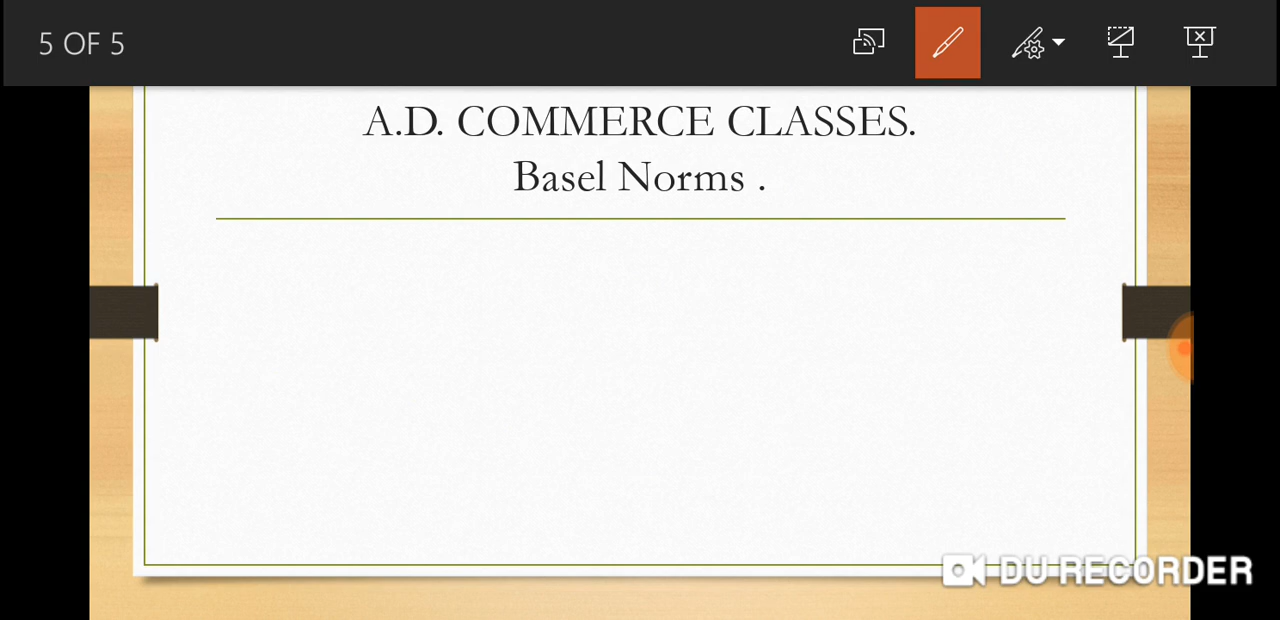 5 OF 5
A.D. COMMERCE CLASSES.
Basel Norms .
DU RECORDER